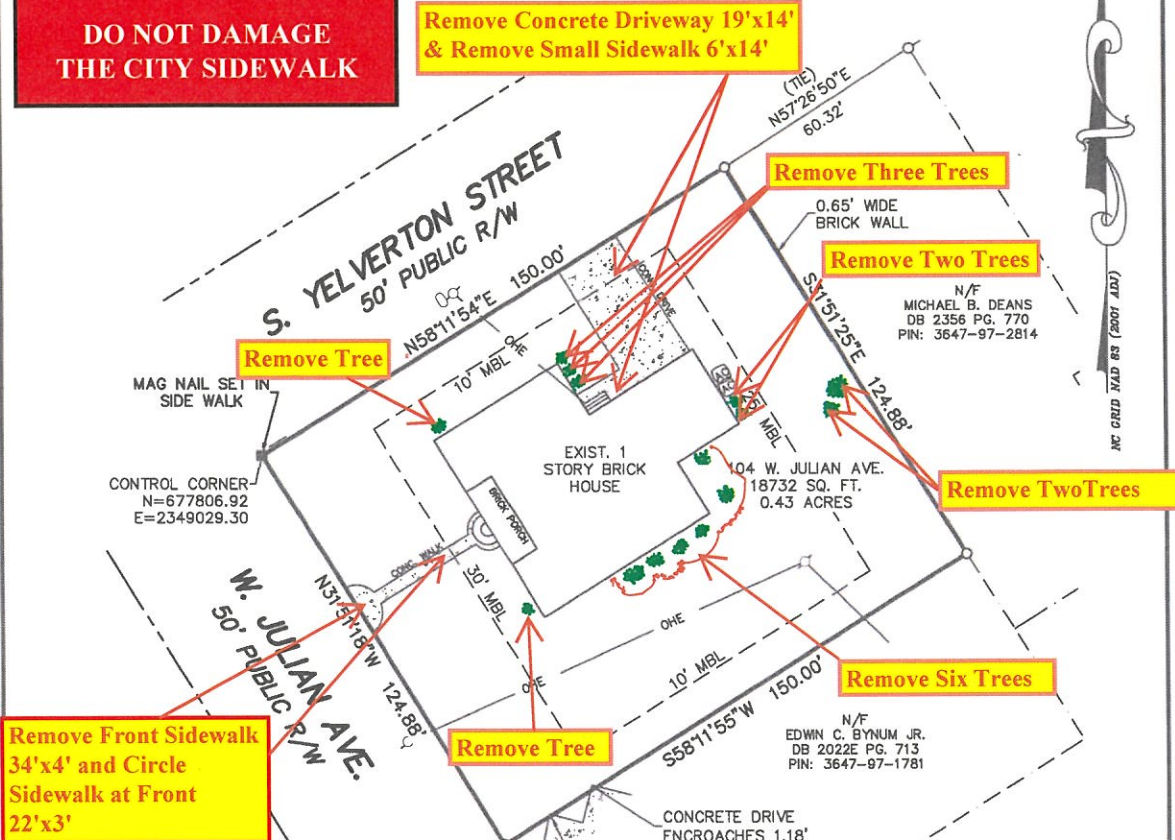 DO NOT DAMAGE
THE CITY SIDEWALK
Remove Concrete Driveway 19'x14'
& Remove Small Sidewalk 6'x14'
(TIE)
N57°26'50"E
60.32'
Remove Three Trees
0.65' WIDE
BRICK WALL
Remove Two Trees
N/F
MICHAEL B. DEANS
DB 2356 PG. 770
PIN: 3647-97-2814
NC GRID NAD 83 (2001 ADJ)
S. YELVERTON STREET
50' PUBLIC R/W
N58°11'54"E 150.00'
S31°51'25"E 124.88'
Remove Tree
10' MBL
OHE
CONC. DRIVE
25' MBL
MAG NAIL SET IN
SIDE WALK
CONTROL CORNER
N=677806.92
E=2349029.30
EXIST. 1
STORY BRICK
HOUSE
BRICK PORCH
104 W. JULIAN AVE.
18732 SQ. FT.
0.43 ACRES
Remove TwoTrees
CONC. WALK
30' MBL
N31°51'18"W 124.88'
W. JULIAN AVE.
50' PUBLIC R/W
OHE
OHE
10' MBL
S58°11'55"W 150.00'
Remove Six Trees
Remove Tree
Remove Front Sidewalk
34'x4' and Circle
Sidewalk at Front
22'x3'
N/F
EDWIN C. BYNUM JR.
DB 2022E PG. 713
PIN: 3647-97-1781
CONCRETE DRIVE
ENCROACHES 1.18'